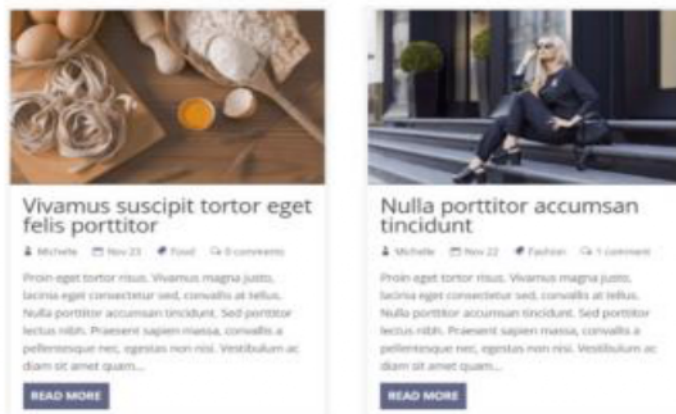 Vivamus suscipit tortor eget
felis porttitor
Michelle Nov 23 Food 0 comments
Proin eget tortor risus. Vivamus magna justo,
lacinia eget consectetur sed, convallis at tellus.
Nulla porttitor accumsan tincidunt. Sed porttitor
lectus nibh. Praesent sapien massa, convallis a
pellentesque nec, egestas non nisi. Vestibulum ac
diam sit amet quam...
READ MORE
Nulla porttitor accumsan
tincidunt
Michelle Nov 22 Fashion 1 comment
Proin eget tortor risus. Vivamus magna justo,
lacinia eget consectetur sed, convallis at tellus.
Nulla porttitor accumsan tincidunt. Sed porttitor
lectus nibh. Praesent sapien massa, convallis a
pellentesque nec, egestas non nisi. Vestibulum ac
diam sit amet quam...
READ MORE